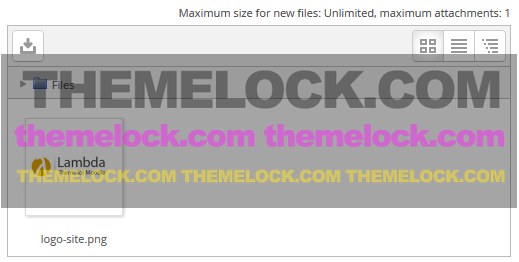 Maximum size for new files: Unlimited, maximum attachments: 1
THEMELOCK.COM
Files
themelock.com themelock.com
Lambda
Theme for Moodle
THEMELOCK.COM THEMELOCK.COM THEMELOCK.COM
logo-site.png